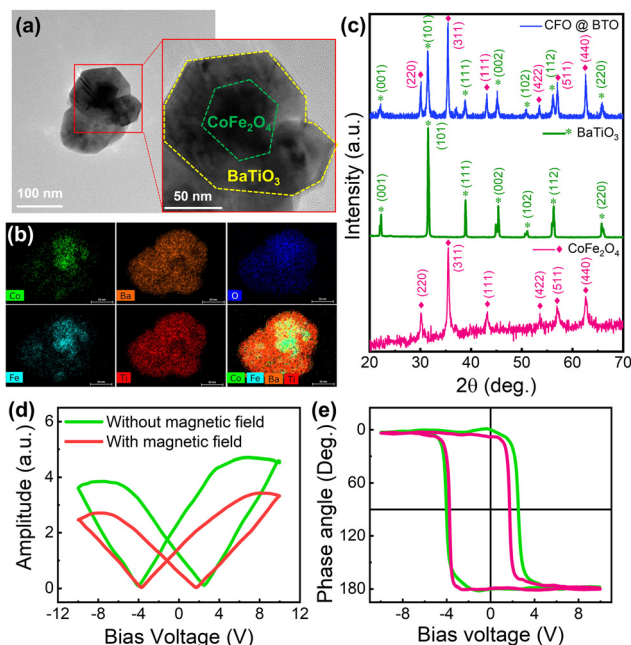 (a)
100 nm
CoFe₂O₄
BaTiO₃
50 nm
(b)
Co
Ba
O
Fe
Ti
Co Fe Ba Ti
(c)
CFO @ BTO
(001) (220) (101) (311) (111) (111) (002) (102) (422) (112) (511) (440) (220)
BaTiO₃
(001) (101) (111) (002) (102) (112) (220)
CoFe₂O₄
(220) (311) (111) (422) (511) (440)
Intensity (a.u.)
20 30 40 50 60 70
2θ (deg.)
(d)
Without magnetic field
With magnetic field
Amplitude (a.u.)
6
4
2
0
-12 -8 -4 0 4 8 12
Bias Voltage (V)
(e)
Phase angle (Deg.)
0
90
180
-8 -4 0 4 8
Bias voltage (V)